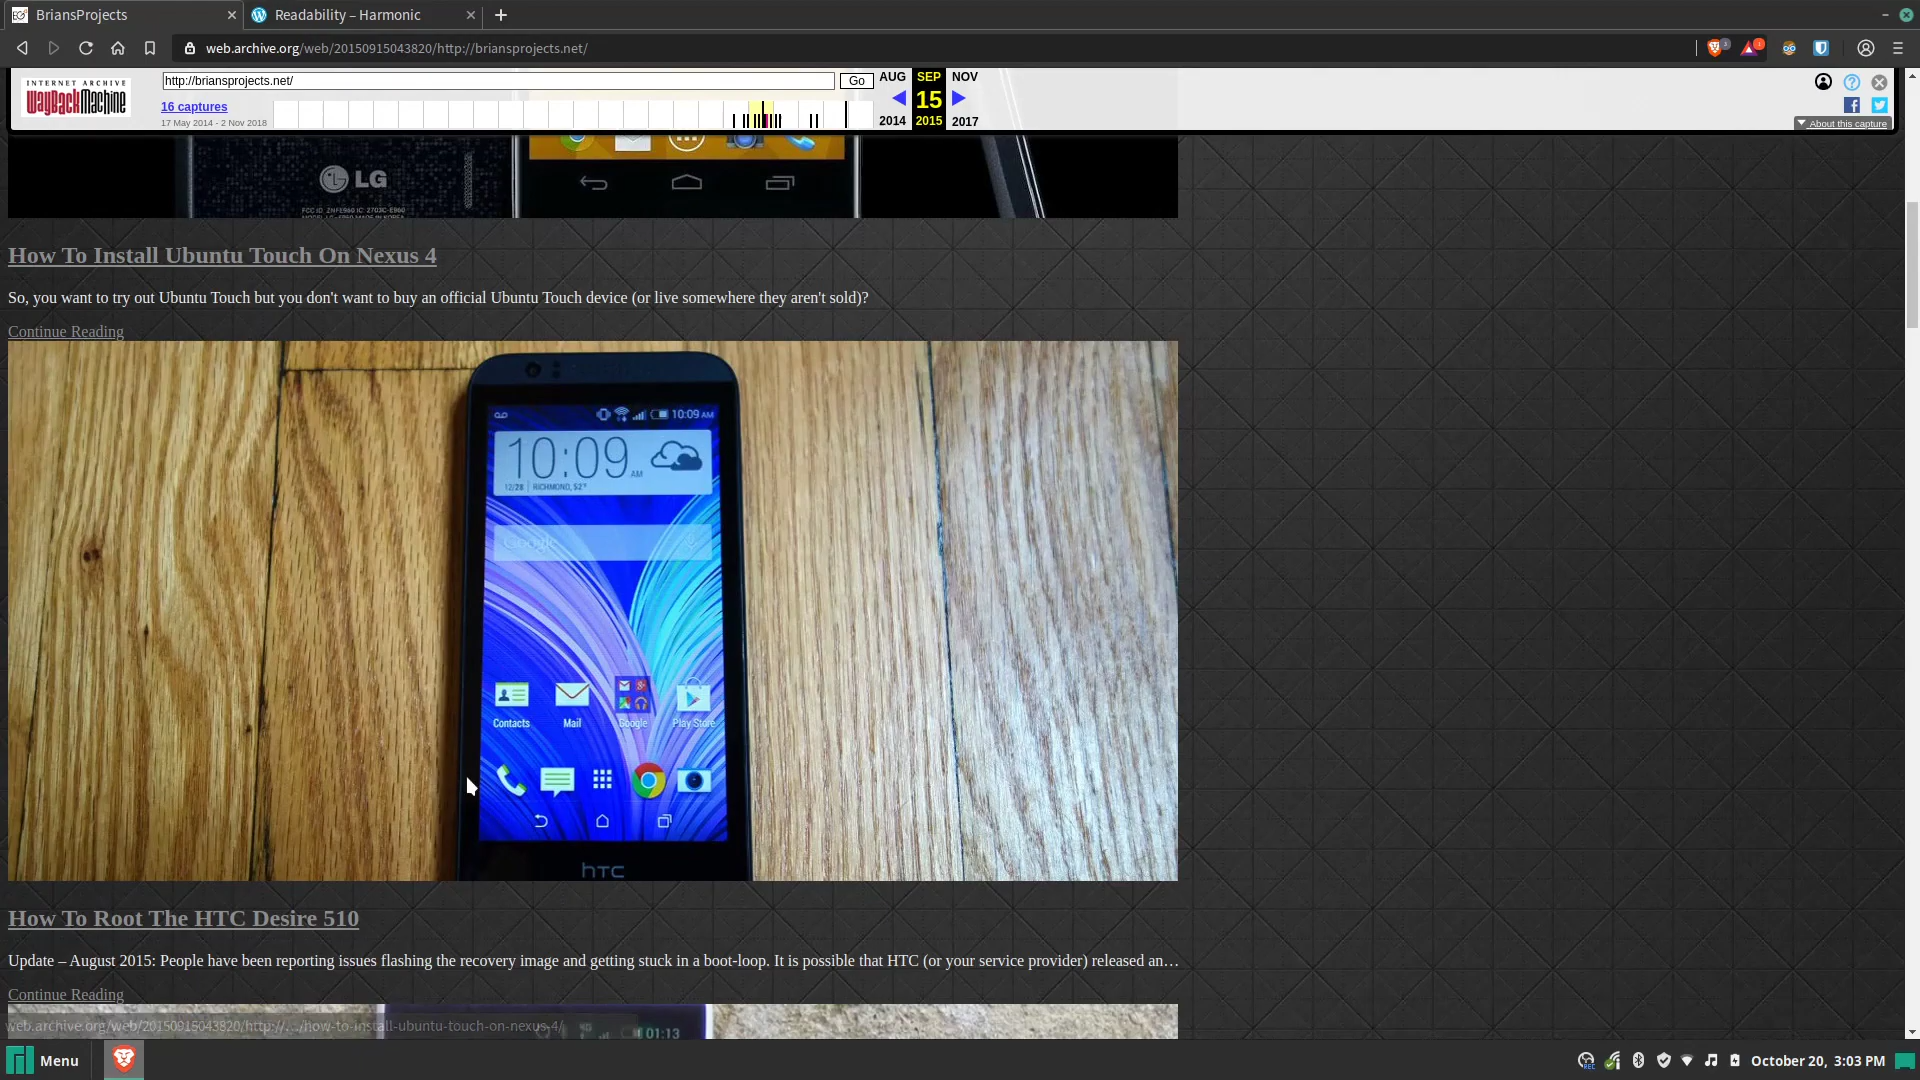 BriansProjects
Readability – Harmonic
web.archive.org/web/20150915043820/http://briansprojects.net/
INTERNET ARCHIVE
WayBackMachine
http://briansprojects.net/
Go
AUG SEP NOV
16 captures
15
17 May 2014 - 2 Nov 2018
2014 2015 2017
About this capture
LG
How To Install Ubuntu Touch On Nexus 4
So, you want to try out Ubuntu Touch but you don't want to buy an official Ubuntu Touch device (or live somewhere they aren't sold)?
Continue Reading
10:09 AM
10:09 AM
12/28 RICHMOND, 52°
Google
Contacts Mail Google Play Store
hTC
How To Root The HTC Desire 510
Update – August 2015: People have been reporting issues flashing the recovery image and getting stuck in a boot-loop. It is possible that HTC (or your service provider) released an…
Continue Reading
web.archive.org/web/20150915043820/http:/…/how-to-install-ubuntu-touch-on-nexus-4/
01:13
Menu
October 20, 3:03 PM